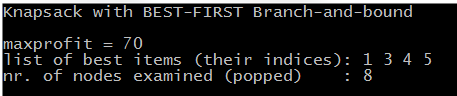 Knapsack with BEST-FIRST Branch-and-bound
maxprofit = 70
list of best items (their indices): 1 3 4 5
nr. of nodes examined (popped)    : 8